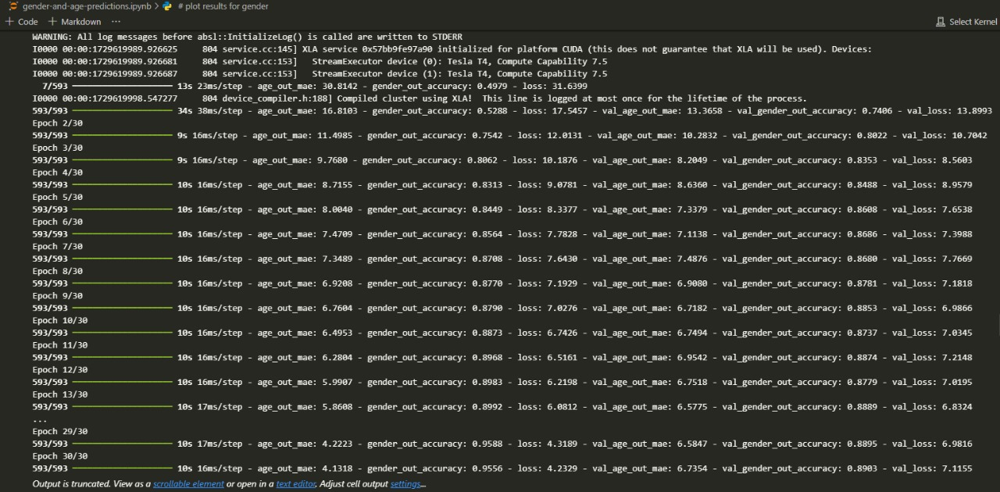 gender-and-age-predictions.ipynb > # plot results for gender
+ Code + Markdown ... Select Kernel
WARNING: All log messages before absl::InitializeLog() is called are written to STDERR
I0000 00:00:1729619989.926625 804 service.cc:145] XLA service 0x57bb9fe97a90 initialized for platform CUDA (this does not guarantee that XLA will be used). Devices:
I0000 00:00:1729619989.926681 804 service.cc:153] StreamExecutor device (0): Tesla T4, Compute Capability 7.5
I0000 00:00:1729619989.926687 804 service.cc:153] StreamExecutor device (1): Tesla T4, Compute Capability 7.5
7/593 13s 23ms/step - age_out_mae: 30.8142 - gender_out_accuracy: 0.4979 - loss: 31.6399
I0000 00:00:1729619998.547277 804 device_compiler.h:188] Compiled cluster using XLA! This line is logged at most once for the lifetime of the process.
593/593 34s 38ms/step - age_out_mae: 16.8103 - gender_out_accuracy: 0.5288 - loss: 17.5457 - val_age_out_mae: 13.3658 - val_gender_out_accuracy: 0.7406 - val_loss: 13.8993
Epoch 2/30
593/593 9s 16ms/step - age_out_mae: 11.4985 - gender_out_accuracy: 0.7542 - loss: 12.0131 - val_age_out_mae: 10.2832 - val_gender_out_accuracy: 0.8022 - val_loss: 10.7042
Epoch 3/30
593/593 9s 16ms/step - age_out_mae: 9.7680 - gender_out_accuracy: 0.8062 - loss: 10.1876 - val_age_out_mae: 8.2049 - val_gender_out_accuracy: 0.8353 - val_loss: 8.5603
Epoch 4/30
593/593 10s 16ms/step - age_out_mae: 8.7155 - gender_out_accuracy: 0.8313 - loss: 9.0781 - val_age_out_mae: 8.6360 - val_gender_out_accuracy: 0.8488 - val_loss: 8.9579
Epoch 5/30
593/593 10s 16ms/step - age_out_mae: 8.0040 - gender_out_accuracy: 0.8449 - loss: 8.3377 - val_age_out_mae: 7.3379 - val_gender_out_accuracy: 0.8608 - val_loss: 7.6538
Epoch 6/30
593/593 10s 16ms/step - age_out_mae: 7.4709 - gender_out_accuracy: 0.8564 - loss: 7.7828 - val_age_out_mae: 7.1138 - val_gender_out_accuracy: 0.8686 - val_loss: 7.3988
Epoch 7/30
593/593 10s 16ms/step - age_out_mae: 7.3489 - gender_out_accuracy: 0.8708 - loss: 7.6430 - val_age_out_mae: 7.4876 - val_gender_out_accuracy: 0.8680 - val_loss: 7.7669
Epoch 8/30
593/593 10s 16ms/step - age_out_mae: 6.9208 - gender_out_accuracy: 0.8770 - loss: 7.1929 - val_age_out_mae: 6.9080 - val_gender_out_accuracy: 0.8781 - val_loss: 7.1818
Epoch 9/30
593/593 10s 16ms/step - age_out_mae: 6.7604 - gender_out_accuracy: 0.8790 - loss: 7.0276 - val_age_out_mae: 6.7182 - val_gender_out_accuracy: 0.8853 - val_loss: 6.9866
Epoch 10/30
593/593 10s 16ms/step - age_out_mae: 6.4953 - gender_out_accuracy: 0.8873 - loss: 6.7426 - val_age_out_mae: 6.7494 - val_gender_out_accuracy: 0.8737 - val_loss: 7.0345
Epoch 11/30
593/593 10s 16ms/step - age_out_mae: 6.2804 - gender_out_accuracy: 0.8968 - loss: 6.5161 - val_age_out_mae: 6.9542 - val_gender_out_accuracy: 0.8874 - val_loss: 7.2148
Epoch 12/30
593/593 10s 16ms/step - age_out_mae: 5.9907 - gender_out_accuracy: 0.8983 - loss: 6.2198 - val_age_out_mae: 6.7518 - val_gender_out_accuracy: 0.8779 - val_loss: 7.0195
Epoch 13/30
593/593 10s 17ms/step - age_out_mae: 5.8608 - gender_out_accuracy: 0.8992 - loss: 6.0812 - val_age_out_mae: 6.5775 - val_gender_out_accuracy: 0.8889 - val_loss: 6.8324
...
Epoch 29/30
593/593 10s 17ms/step - age_out_mae: 4.2223 - gender_out_accuracy: 0.9588 - loss: 4.3189 - val_age_out_mae: 6.5847 - val_gender_out_accuracy: 0.8895 - val_loss: 6.9816
Epoch 30/30
593/593 10s 16ms/step - age_out_mae: 4.1318 - gender_out_accuracy: 0.9556 - loss: 4.2329 - val_age_out_mae: 6.7354 - val_gender_out_accuracy: 0.8903 - val_loss: 7.1155
Output is truncated. View as a scrollable element or open in a text editor. Adjust cell output settings...